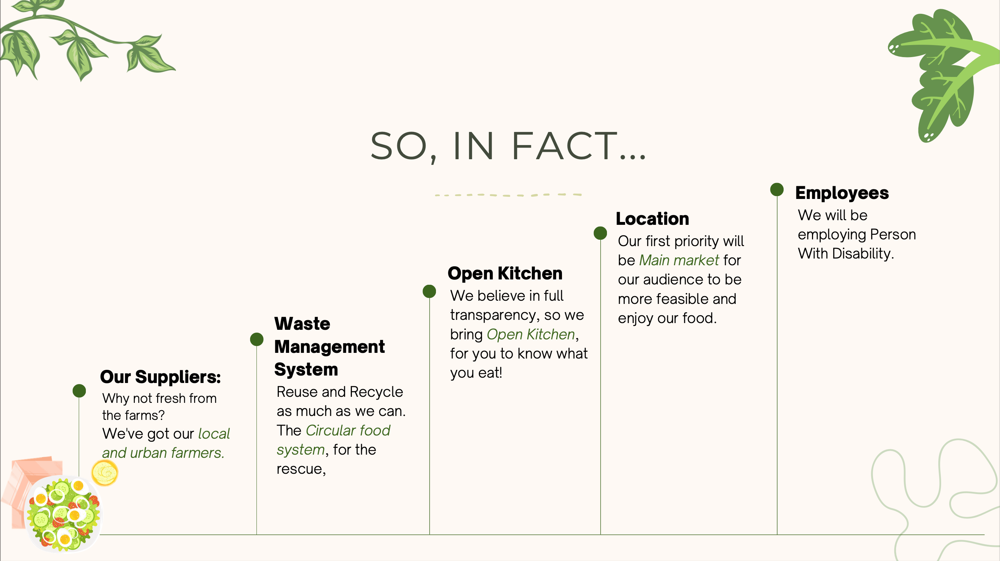 SO, IN FACT...
Our Suppliers:
Why not fresh from
the farms?
We've got our local
and urban farmers.
Waste
Management
System
Reuse and Recycle
as much as we can.
The Circular food
system, for the
rescue,
Open Kitchen
We believe in full
transparency, so we
bring Open Kitchen,
for you to know what
you eat!
Location
Our first priority will
be Main market for
our audience to be
more feasible and
enjoy our food.
Employees
We will be
employing Person
With Disability.